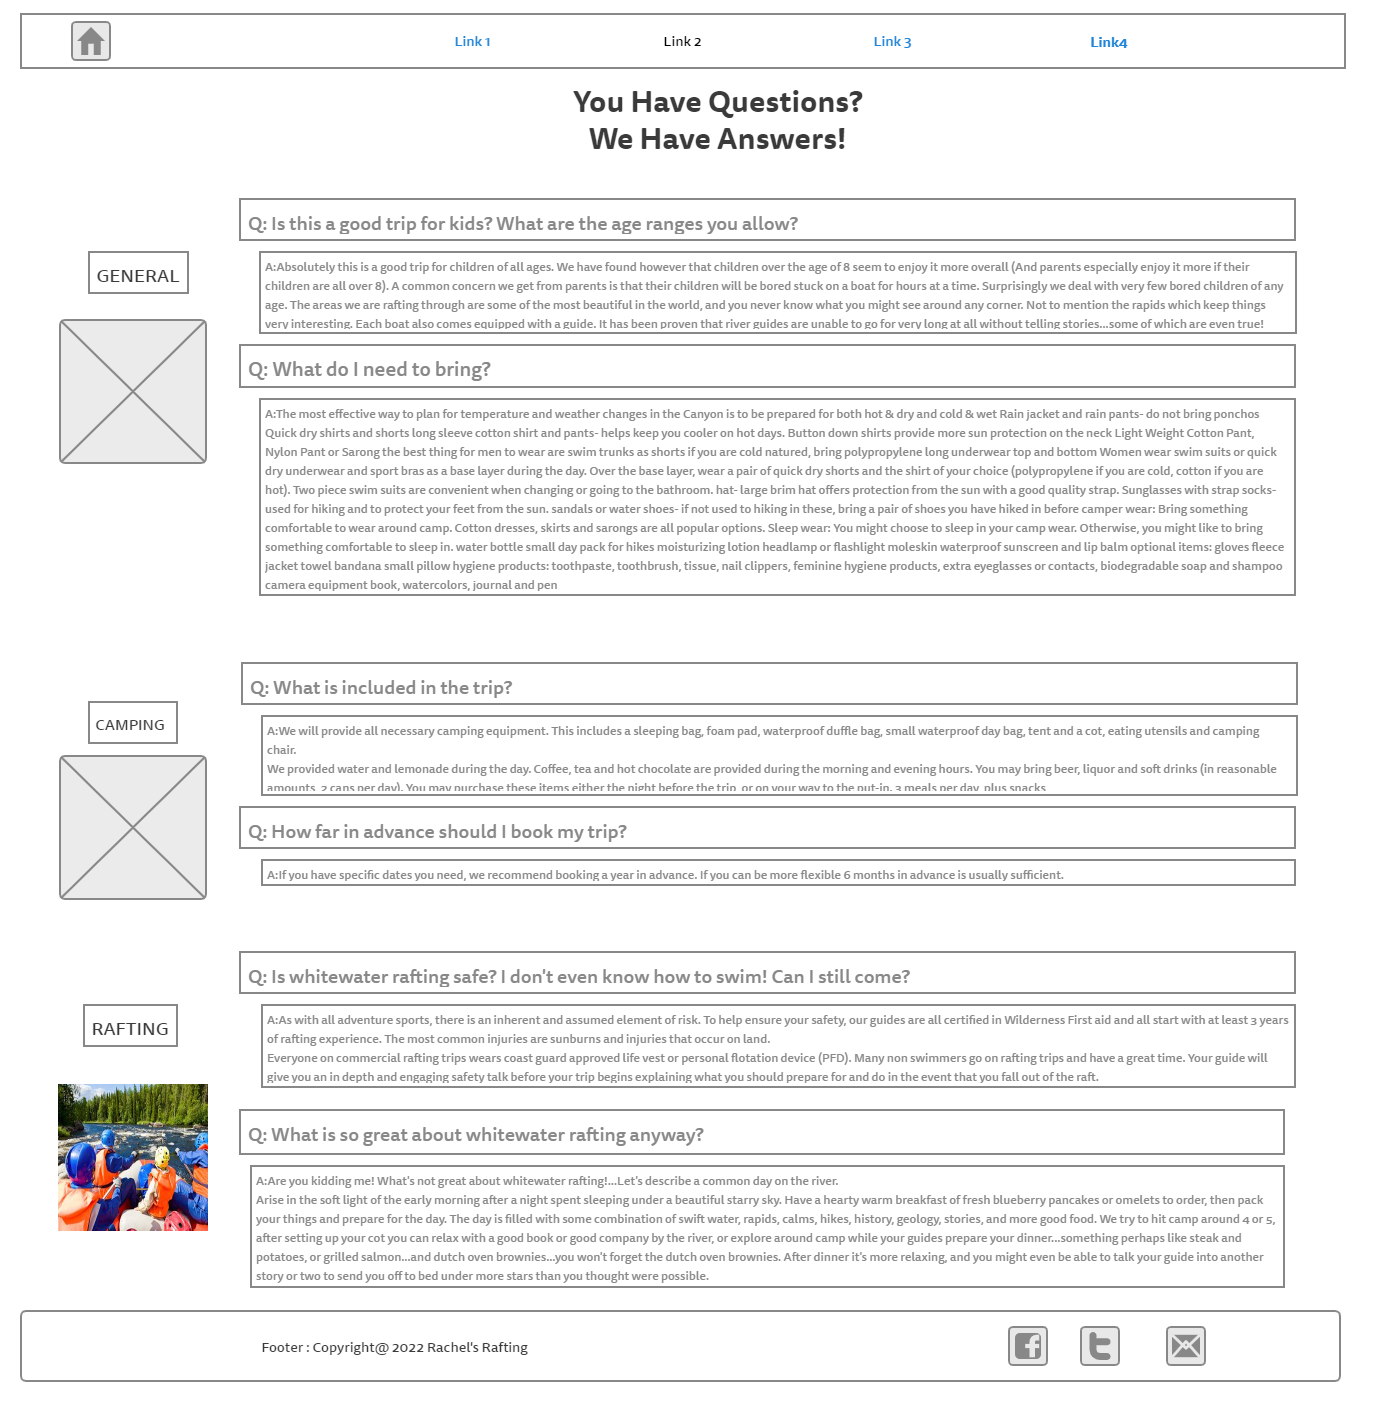 Link 1 Link 2 Link 3 Link4
You Have Questions?
We Have Answers!
Q: Is this a good trip for kids? What are the age ranges you allow?
GENERAL
A:Absolutely this is a good trip for children of all ages. We have found however that children over the age of 8 seem to enjoy it more overall (And parents especially enjoy it more if their
children are all over 8). A common concern we get from parents is that their children will be bored stuck on a boat for hours at a time. Surprisingly we deal with very few bored children of any
age. The areas we are rafting through are some of the most beautiful in the world, and you never know what you might see around any corner. Not to mention the rapids which keep things
very interesting. Each boat also comes equipped with a guide. It has been proven that river guides are unable to go for very long at all without telling stories...some of which are even true!
Q: What do I need to bring?
A:The most effective way to plan for temperature and weather changes in the Canyon is to be prepared for both hot & dry and cold & wet Rain jacket and rain pants- do not bring ponchos
Quick dry shirts and shorts long sleeve cotton shirt and pants- helps keep you cooler on hot days. Button down shirts provide more sun protection on the neck Light Weight Cotton Pant,
Nylon Pant or Sarong the best thing for men to wear are swim trunks as shorts if you are cold natured, bring polypropylene long underwear top and bottom Women wear swim suits or quick
dry underwear and sport bras as a base layer during the day. Over the base layer, wear a pair of quick dry shorts and the shirt of your choice (polypropylene if you are cold, cotton if you are
hot). Two piece swim suits are convenient when changing or going to the bathroom. hat- large brim hat offers protection from the sun with a good quality strap. Sunglasses with strap socks-
used for hiking and to protect your feet from the sun. sandals or water shoes- if not used to hiking in these, bring a pair of shoes you have hiked in before camper wear: Bring something
comfortable to wear around camp. Cotton dresses, skirts and sarongs are all popular options. Sleep wear: You might choose to sleep in your camp wear. Otherwise, you might like to bring
something comfortable to sleep in. water bottle small day pack for hikes moisturizing lotion headlamp or flashlight moleskin waterproof sunscreen and lip balm optional items: gloves fleece
jacket towel bandana small pillow hygiene products: toothpaste, toothbrush, tissue, nail clippers, feminine hygiene products, extra eyeglasses or contacts, biodegradable soap and shampoo
camera equipment book, watercolors, journal and pen
Q: What is included in the trip?
CAMPING
A:We will provide all necessary camping equipment. This includes a sleeping bag, foam pad, waterproof duffle bag, small waterproof day bag, tent and a cot, eating utensils and camping
chair.
We provided water and lemonade during the day. Coffee, tea and hot chocolate are provided during the morning and evening hours. You may bring beer, liquor and soft drinks (in reasonable
amounts, 2 cans per day). You may purchase these items either the night before the trip, or on your way to the put-in. 3 meals per day, plus snacks
Q: How far in advance should I book my trip?
A:If you have specific dates you need, we recommend booking a year in advance. If you can be more flexible 6 months in advance is usually sufficient.
Q: Is whitewater rafting safe? I don't even know how to swim! Can I still come?
RAFTING
A:As with all adventure sports, there is an inherent and assumed element of risk. To help ensure your safety, our guides are all certified in Wilderness First aid and all start with at least 3 years
of rafting experience. The most common injuries are sunburns and injuries that occur on land.
Everyone on commercial rafting trips wears coast guard approved life vest or personal flotation device (PFD). Many non swimmers go on rafting trips and have a great time. Your guide will
give you an in depth and engaging safety talk before your trip begins explaining what you should prepare for and do in the event that you fall out of the raft.
Q: What is so great about whitewater rafting anyway?
A:Are you kidding me! What's not great about whitewater rafting!...Let's describe a common day on the river.
Arise in the soft light of the early morning after a night spent sleeping under a beautiful starry sky. Have a hearty warm breakfast of fresh blueberry pancakes or omelets to order, then pack
your things and prepare for the day. The day is filled with some combination of swift water, rapids, calms, hikes, history, geology, stories, and more good food. We try to hit camp around 4 or 5,
after setting up your cot you can relax with a good book or good company by the river, or explore around camp while your guides prepare your dinner...something perhaps like steak and
potatoes, or grilled salmon...and dutch oven brownies...you won't forget the dutch oven brownies. After dinner it's more relaxing, and you might even be able to talk your guide into another
story or two to send you off to bed under more stars than you thought were possible.
Footer : Copyright@ 2022 Rachel's Rafting